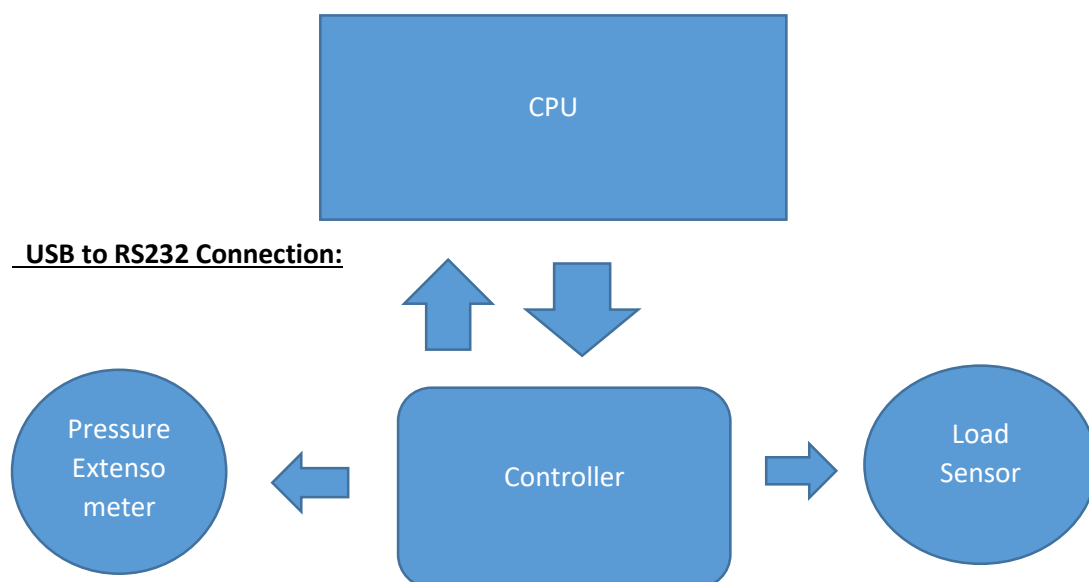 CPU
USB to RS232 Connection:
Pressure
Extenso
meter
Controller
Load
Sensor